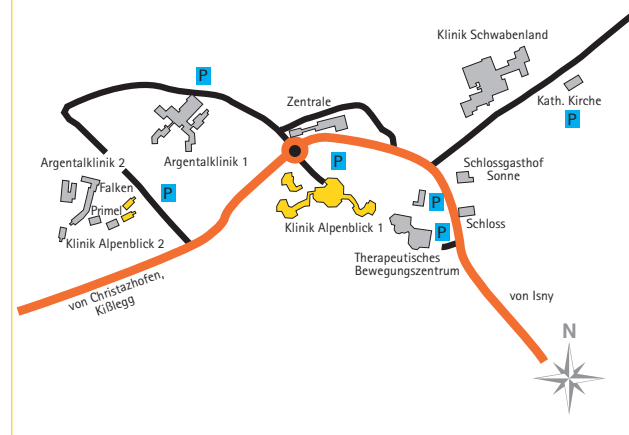 Klinik Schwabenland
P
Zentrale
Kath. Kirche
P
Argentalklinik 2
Argentalklinik 1
P
Schlossgasthof
Sonne
Falken
P
Primel
P
Klinik Alpenblick 1
Schloss
Klinik Alpenblick 2
P
Therapeutisches
Bewegungszentrum
von Christazhofen,
Kißlegg
von Isny
N